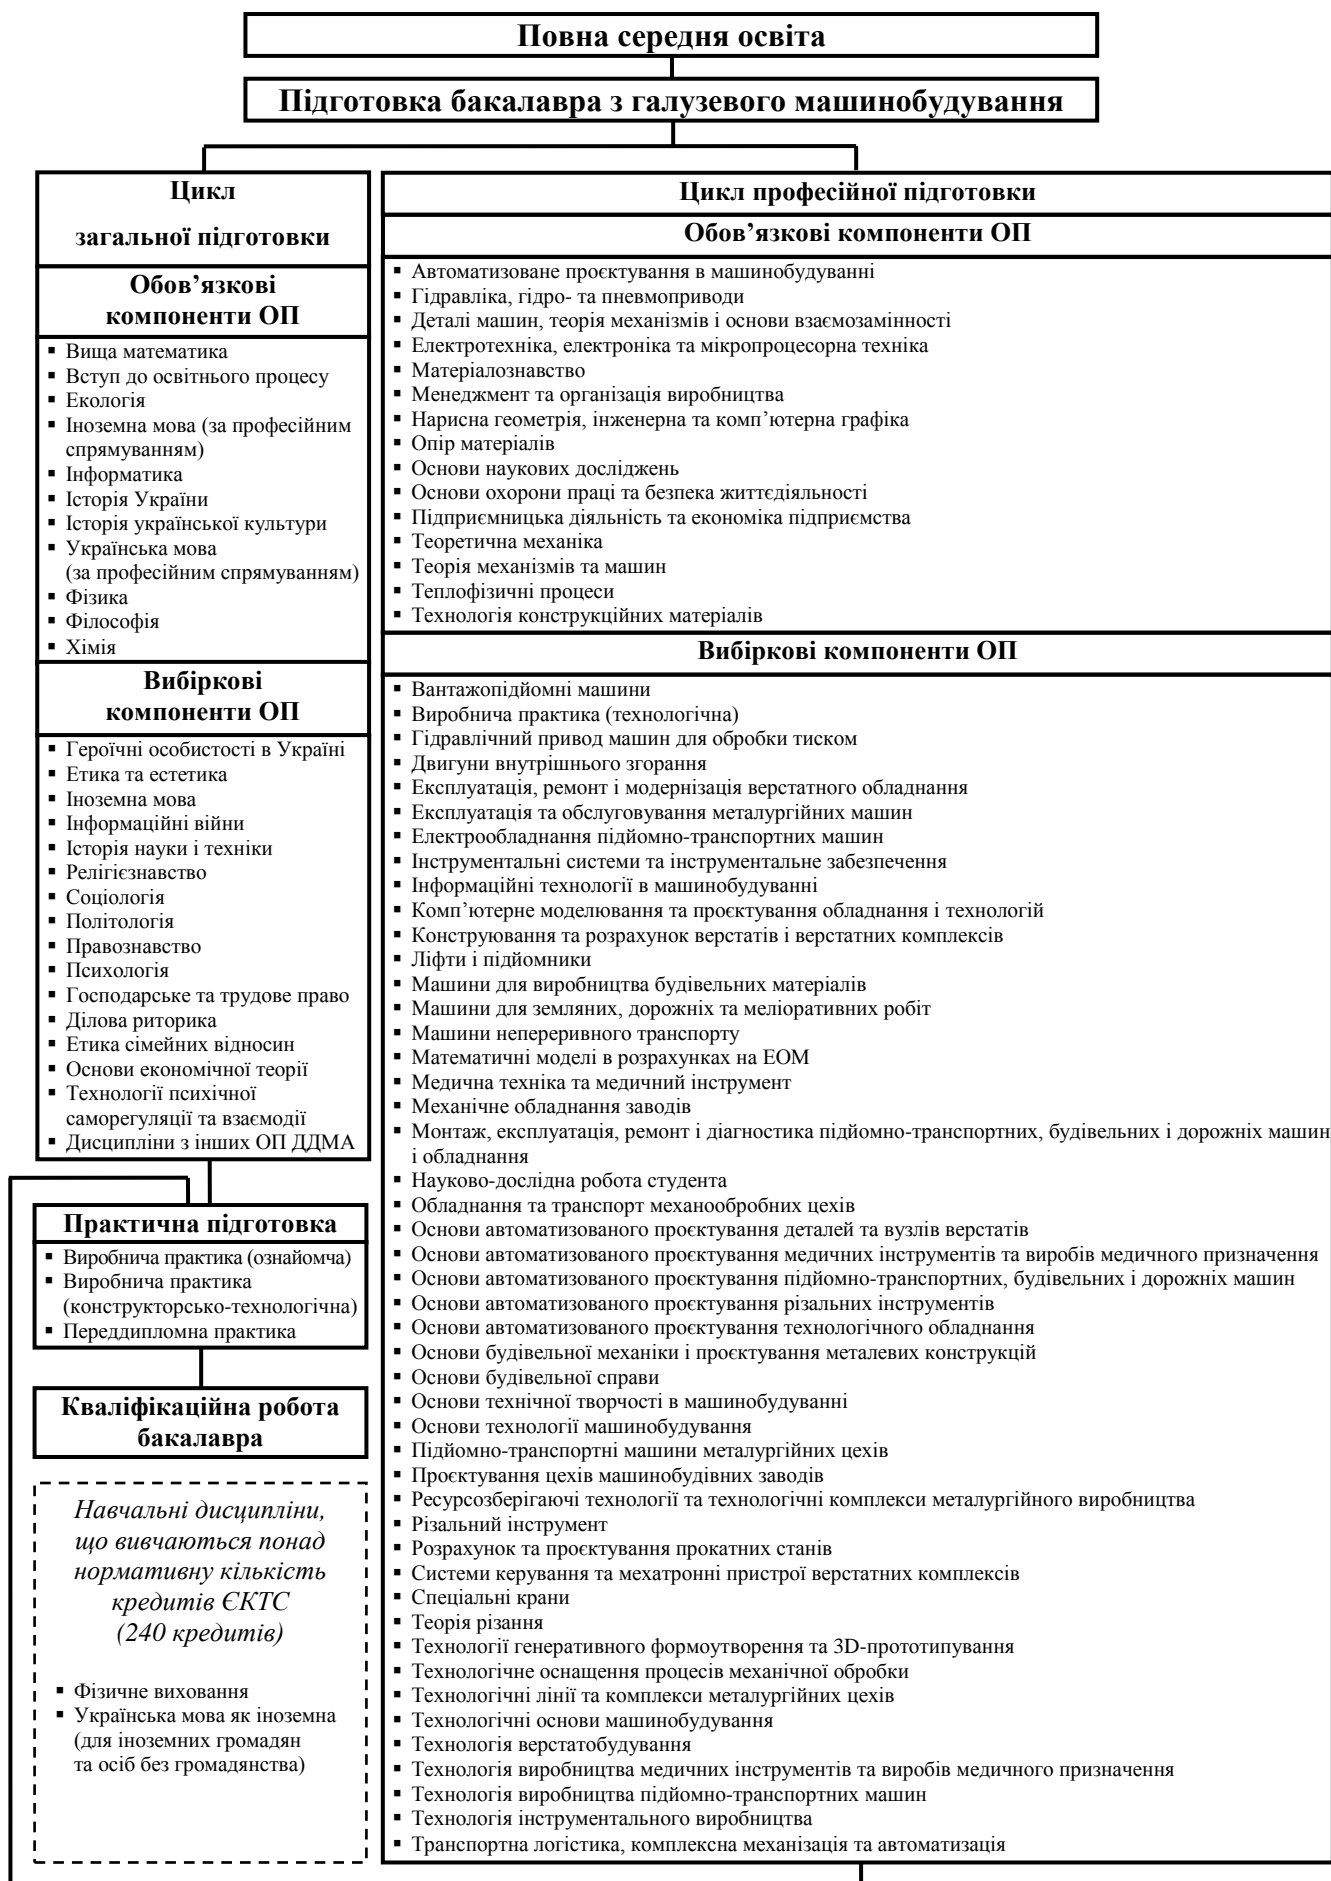 Повна середня освіта
Підготовка бакалавра з галузевого машинобудування
Цикл
загальної підготовки
Обов’язкові
компоненти ОП
▪ Вища математика
▪ Вступ до освітнього процесу
▪ Екологія
▪ Іноземна мова (за професійним
спрямуванням)
▪ Інформатика
▪ Історія України
▪ Історія української культури
▪ Українська мова
(за професійним спрямуванням)
▪ Фізика
▪ Філософія
▪ Хімія
Вибіркові
компоненти ОП
▪ Героїчні особистості в Україні
▪ Етика та естетика
▪ Іноземна мова
▪ Інформаційні війни
▪ Історія науки і техніки
▪ Релігієзнавство
▪ Соціологія
▪ Політологія
▪ Правознавство
▪ Психологія
▪ Господарське та трудове право
▪ Ділова риторика
▪ Етика сімейних відносин
▪ Основи економічної теорії
▪ Технології психічної
саморегуляції та взаємодії
▪ Дисципліни з інших ОП ДДМА
Практична підготовка
▪ Виробнича практика (ознайомча)
▪ Виробнича практика
(конструкторсько-технологічна)
▪ Переддипломна практика
Кваліфікаційна робота
бакалавра
Навчальні дисципліни,
що вивчаються понад
нормативну кількість
кредитів ЄКТС
(240 кредитів)
▪ Фізичне виховання
▪ Українська мова як іноземна
(для іноземних громадян
та осіб без громадянства)
Цикл професійної підготовки
Обов’язкові компоненти ОП
▪ Автоматизоване проєктування в машинобудуванні
▪ Гідравліка, гідро- та пневмоприводи
▪ Деталі машин, теорія механізмів і основи взаємозамінності
▪ Електротехніка, електроніка та мікропроцесорна техніка
▪ Матеріалознавство
▪ Менеджмент та організація виробництва
▪ Нарисна геометрія, інженерна та комп’ютерна графіка
▪ Опір матеріалів
▪ Основи наукових досліджень
▪ Основи охорони праці та безпека життєдіяльності
▪ Підприємницька діяльність та економіка підприємства
▪ Теоретична механіка
▪ Теорія механізмів та машин
▪ Теплофізичні процеси
▪ Технологія конструкційних матеріалів
Вибіркові компоненти ОП
▪ Вантажопідйомні машини
▪ Виробнича практика (технологічна)
▪ Гідравлічний привод машин для обробки тиском
▪ Двигуни внутрішнього згорання
▪ Експлуатація, ремонт і модернізація верстатного обладнання
▪ Експлуатація та обслуговування металургійних машин
▪ Електрообладнання підйомно-транспортних машин
▪ Інструментальні системи та інструментальне забезпечення
▪ Інформаційні технології в машинобудуванні
▪ Комп’ютерне моделювання та проєктування обладнання і технологій
▪ Конструювання та розрахунок верстатів і верстатних комплексів
▪ Ліфти і підйомники
▪ Машини для виробництва будівельних матеріалів
▪ Машини для земляних, дорожніх та меліоративних робіт
▪ Машини непереривного транспорту
▪ Математичні моделі в розрахунках на ЕОМ
▪ Медична техніка та медичний інструмент
▪ Механічне обладнання заводів
▪ Монтаж, експлуатація, ремонт і діагностика підйомно-транспортних, будівельних і дорожніх машин
і обладнання
▪ Науково-дослідна робота студента
▪ Обладнання та транспорт механообробних цехів
▪ Основи автоматизованого проєктування деталей та вузлів верстатів
▪ Основи автоматизованого проєктування медичних інструментів та виробів медичного призначення
▪ Основи автоматизованого проєктування підйомно-транспортних, будівельних і дорожніх машин
▪ Основи автоматизованого проєктування різальних інструментів
▪ Основи автоматизованого проєктування технологічного обладнання
▪ Основи будівельної механіки і проєктування металевих конструкцій
▪ Основи будівельної справи
▪ Основи технічної творчості в машинобудуванні
▪ Основи технології машинобудування
▪ Підйомно-транспортні машини металургійних цехів
▪ Проєктування цехів машинобудівних заводів
▪ Ресурсозберігаючі технології та технологічні комплекси металургійного виробництва
▪ Різальний інструмент
▪ Розрахунок та проєктування прокатних станів
▪ Системи керування та мехатронні пристрої верстатних комплексів
▪ Спеціальні крани
▪ Теорія різання
▪ Технології генеративного формоутворення та 3D-прототипування
▪ Технологічне оснащення процесів механічної обробки
▪ Технологічні лінії та комплекси металургійних цехів
▪ Технологічні основи машинобудування
▪ Технологія верстатобудування
▪ Технологія виробництва медичних інструментів та виробів медичного призначення
▪ Технологія виробництва підйомно-транспортних машин
▪ Технологія інструментального виробництва
▪ Транспортна логістика, комплексна механізація та автоматизація